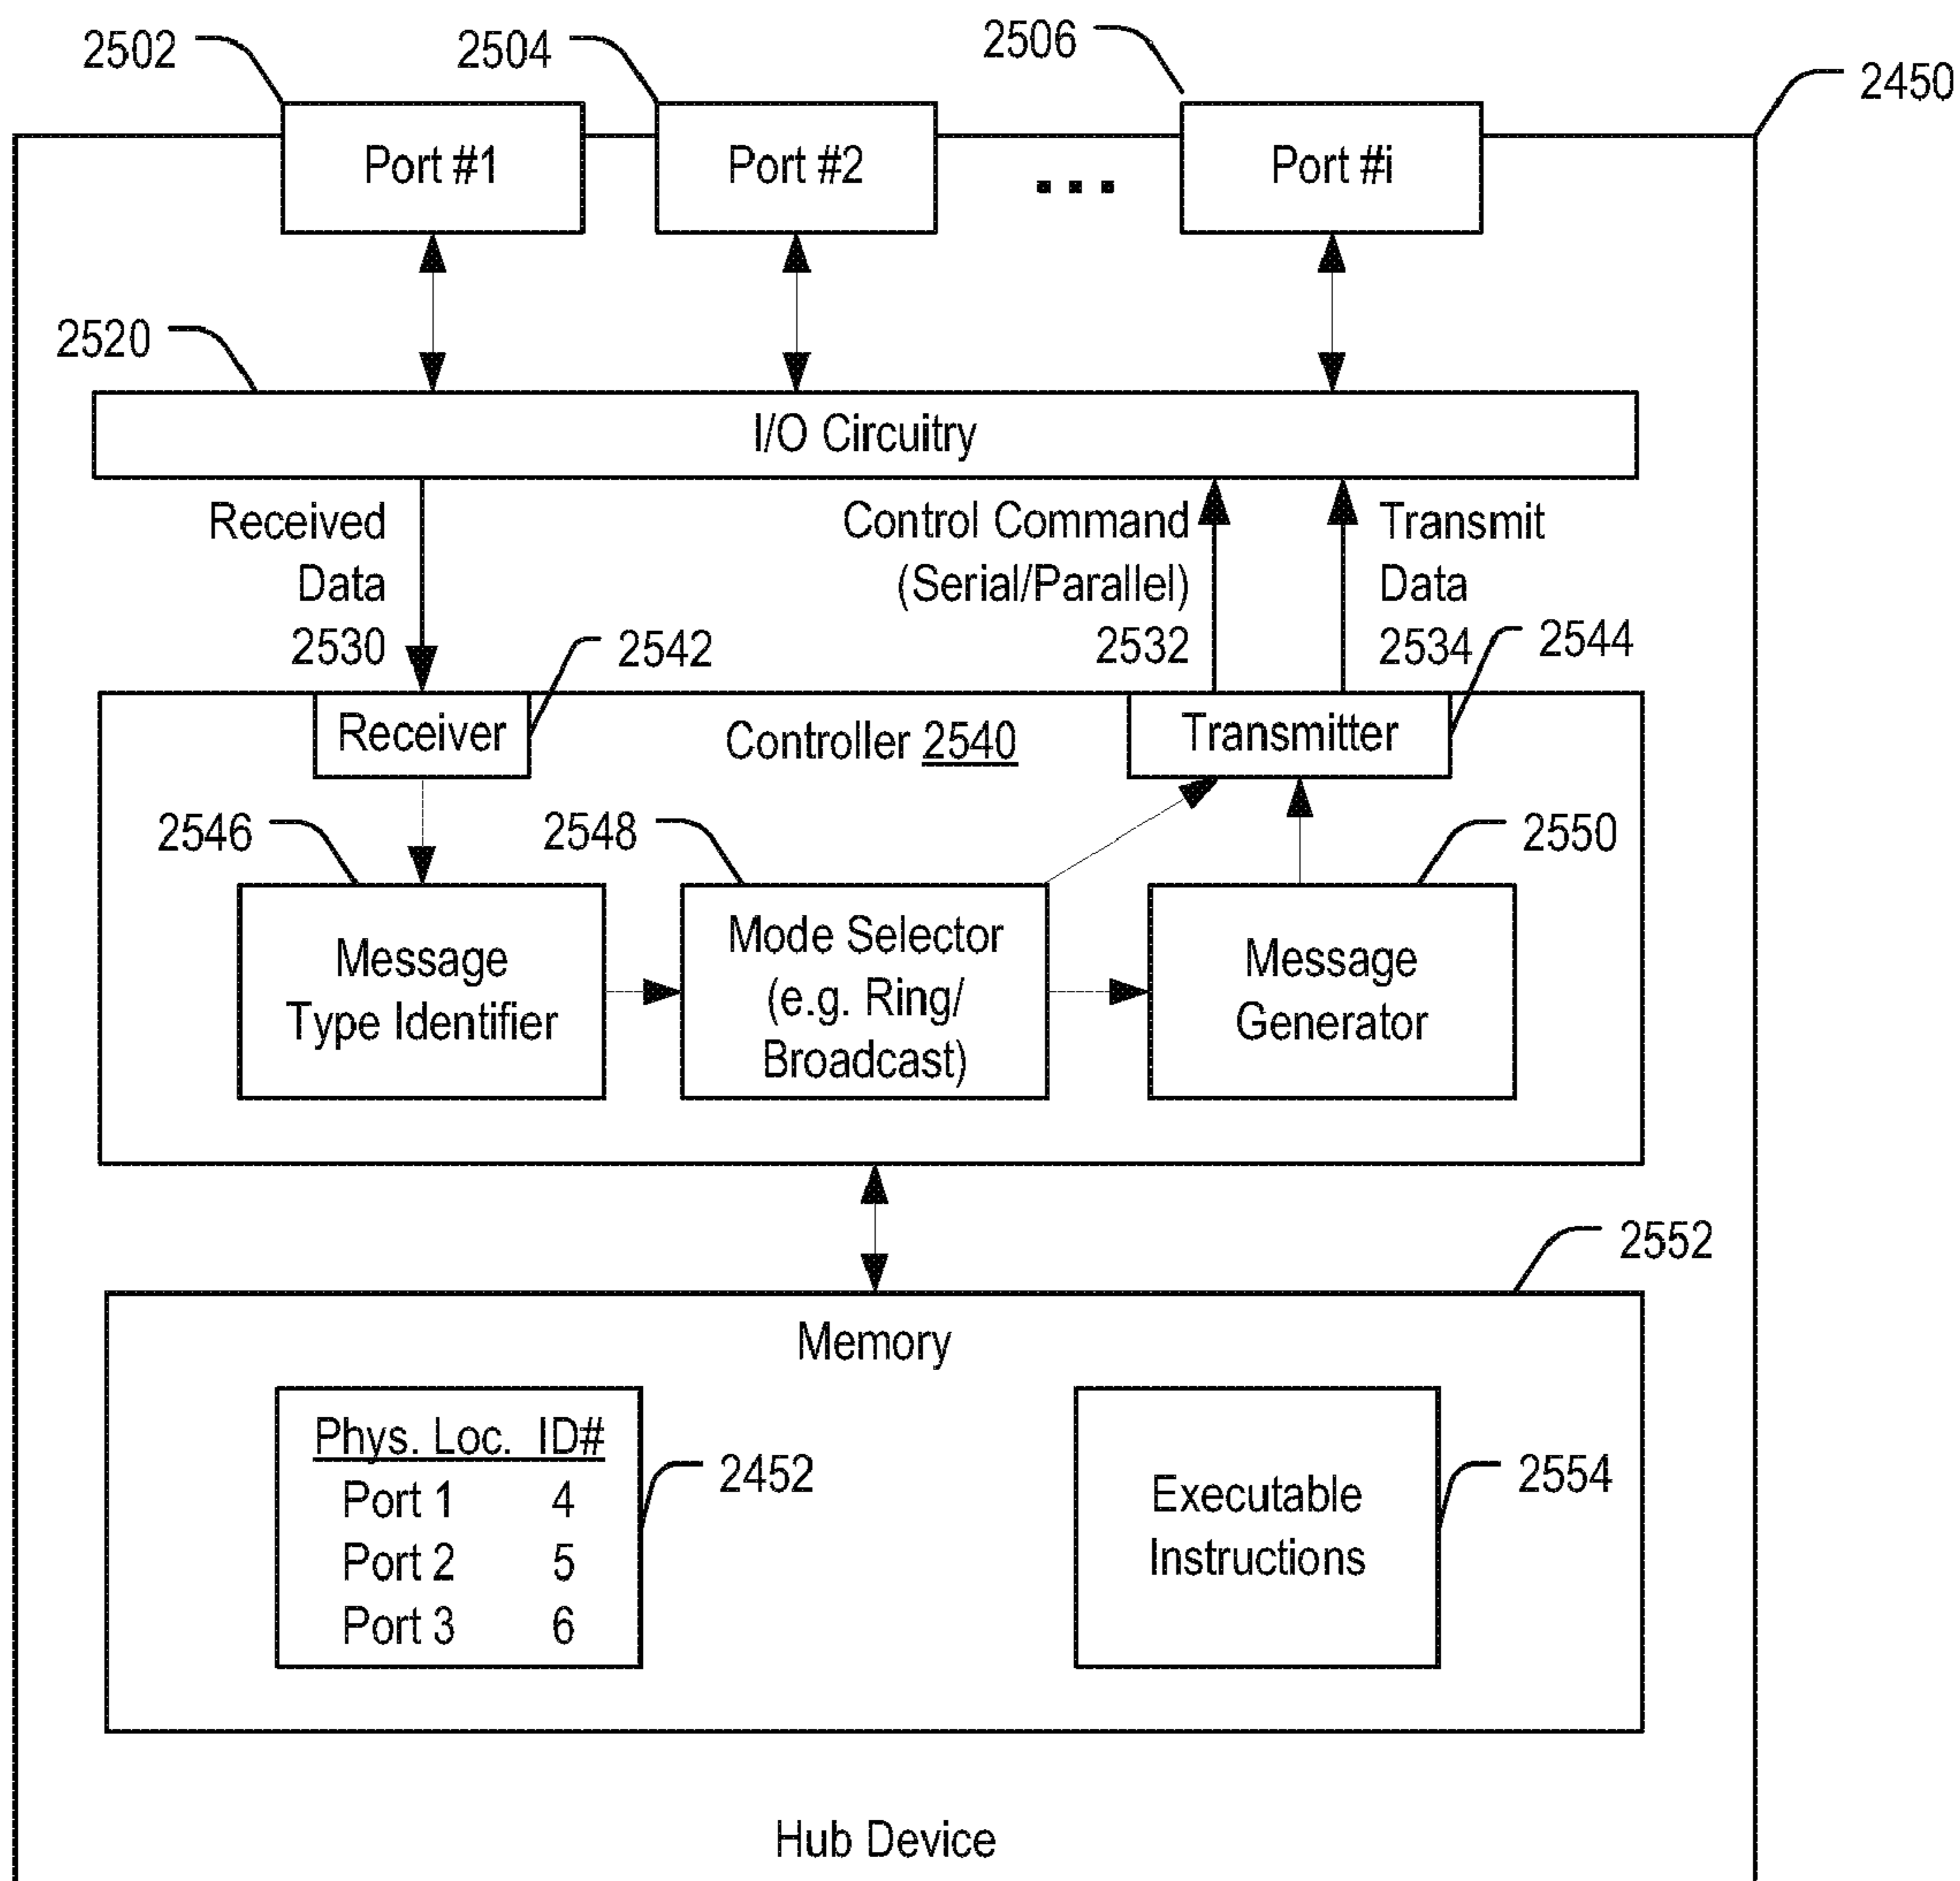 2502
2504
2506
2450
Port #1
Port #2
...
Port #i
2520
I/O Circuitry
Received
Data
2530
Control Command
(Serial/Parallel)
2532
Transmit
Data
2534
2542
2544
Receiver
Controller 2540
Transmitter
2546
2548
2550
Message
Type Identifier
Mode Selector
(e.g. Ring/
Broadcast)
Message
Generator
2552
Memory
Phys. Loc. ID#
Port 1 4
Port 2 5
Port 3 6
2452
Executable
Instructions
2554
Hub Device